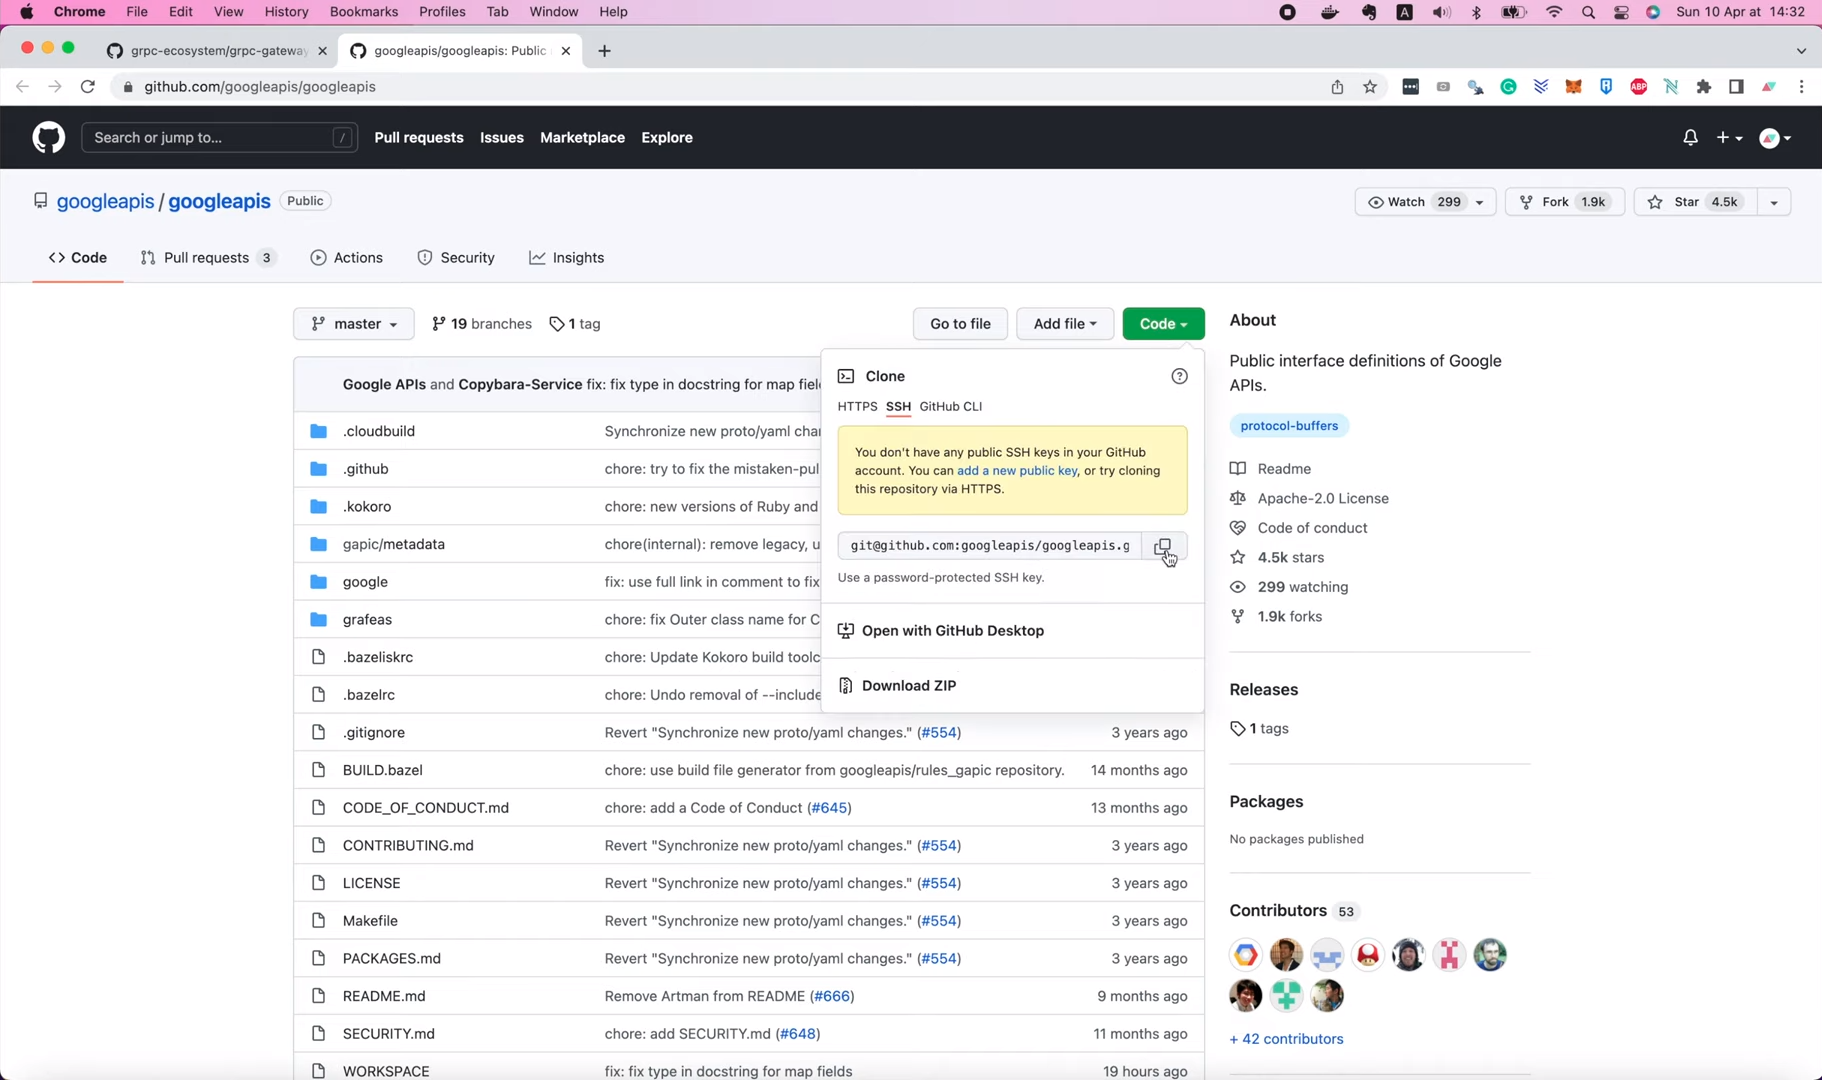 Chrome File Edit View History Bookmarks Profiles Tab Window Help
A
Sun 10 Apr at 14:32
grpc-ecosystem/grpc-gateway
googleapis/googleapis: Public
github.com/googleapis/googleapis
ABP
Search or jump to...
/
Pull requests Issues Marketplace Explore
googleapis / googleapis Public
Watch 299
Fork 1.9k
Star 4.5k
<> Code
Pull requests 3
Actions
Security
Insights
master
19 branches
1 tag
Go to file
Add file
Code
Google APIs and Copybara-Service fix: fix type in docstring for map fiel
.cloudbuild Synchronize new proto/yaml cha
.github chore: try to fix the mistaken-pul
.kokoro chore: new versions of Ruby and
gapic/metadata chore(internal): remove legacy, u
google fix: use full link in comment to fix
grafeas chore: fix Outer class name for C
.bazeliskrc chore: Update Kokoro build toolc
.bazelrc chore: Undo removal of --include
.gitignore Revert "Synchronize new proto/yaml changes." (#554) 3 years ago
BUILD.bazel chore: use build file generator from googleapis/rules_gapic repository. 14 months ago
CODE_OF_CONDUCT.md chore: add a Code of Conduct (#645) 13 months ago
CONTRIBUTING.md Revert "Synchronize new proto/yaml changes." (#554) 3 years ago
LICENSE Revert "Synchronize new proto/yaml changes." (#554) 3 years ago
Makefile Revert "Synchronize new proto/yaml changes." (#554) 3 years ago
PACKAGES.md Revert "Synchronize new proto/yaml changes." (#554) 3 years ago
README.md Remove Artman from README (#666) 9 months ago
SECURITY.md chore: add SECURITY.md (#648) 11 months ago
WORKSPACE fix: fix type in docstring for map fields 19 hours ago
Clone
?
HTTPS SSH GitHub CLI
You don't have any public SSH keys in your GitHub
account. You can add a new public key, or try cloning
this repository via HTTPS.
git@github.com:googleapis/googleapis.g
Use a password-protected SSH key.
Open with GitHub Desktop
Download ZIP
About
Public interface definitions of Google
APIs.
protocol-buffers
Readme
Apache-2.0 License
Code of conduct
4.5k stars
299 watching
1.9k forks
Releases
1 tags
Packages
No packages published
Contributors 53
+ 42 contributors